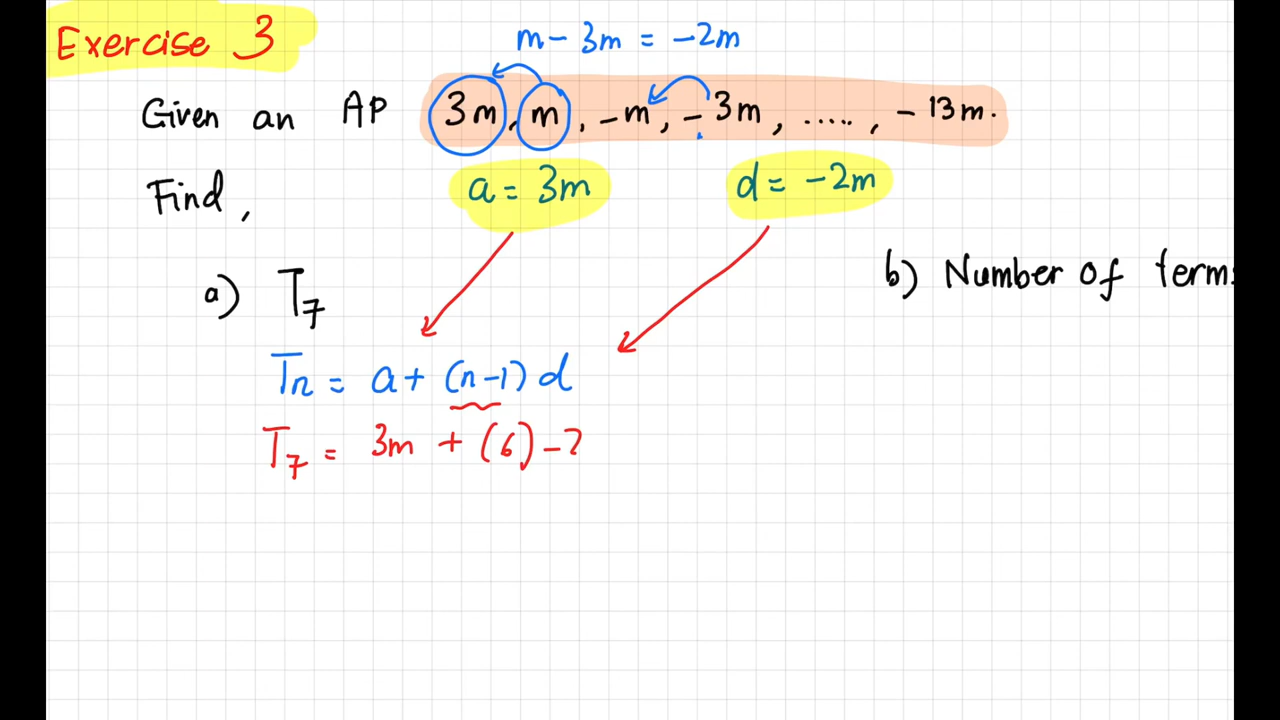 Exercise 3
m - 3m = -2m
Given an AP 3m, m, -m, -3m, ....., -13m.
Find, a = 3m d = -2m
a) T₇
b) Number of terms
Tn = a + (n-1) d
T₇ = 3m + (6) -2